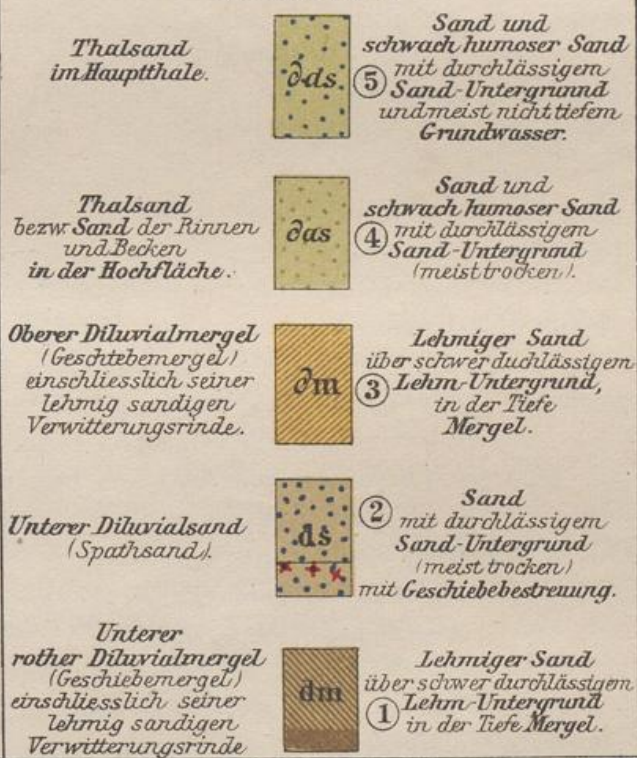 Thalsand
im Hauptthale.
∂ds
Sand und
schwach humoser Sand
mit durchlässigem
⑤ Sand-Untergrunnd
und meist nicht tiefem
Grundwasser.
Thalsand
bezw. Sand der Rinnen
und Becken
in der Hochfläche.
∂as
Sand und
schwach humoser Sand
④ mit durchlässigem
Sand-Untergrund
(meist trocken).
Oberer Diluvialmergel
(Geschiebemergel)
einschliesslich seiner
lehmig sandigen
Verwitterungsrinde.
∂m
Lehmiger Sand
über schwer duchlässigem
③ Lehm-Untergrund,
in der Tiefe
Mergel.
Unterer Diluvialsand
(Spathsand).
ds
② Sand
mit durchlässigem
Sand-Untergrund
(meist trocken)
mit Geschiebebestreuung.
Unterer
rother Diluvialmergel
(Geschiebemergel)
einschliesslich seiner
lehmig sandigen
Verwitterungsrinde
dm
Lehmiger Sand
über schwer durchlässigem
① Lehm-Untergrund
in der Tiefe Mergel.